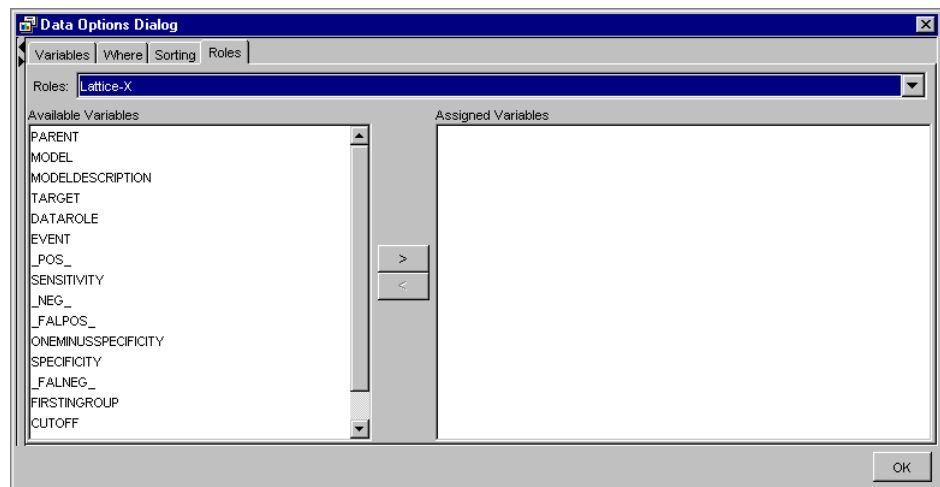 Data Options Dialog
Variables Where Sorting Roles
Roles: Lattice-X
Available Variables Assigned Variables
PARENT
MODEL
MODELDESCRIPTION
TARGET
DATAROLE
EVENT
_POS_
>
SENSITIVITY
<
_NEG_
_FALPOS_
ONEMINUSSPECIFICITY
SPECIFICITY
_FALNEG_
FIRSTINGROUP
CUTOFF
OK